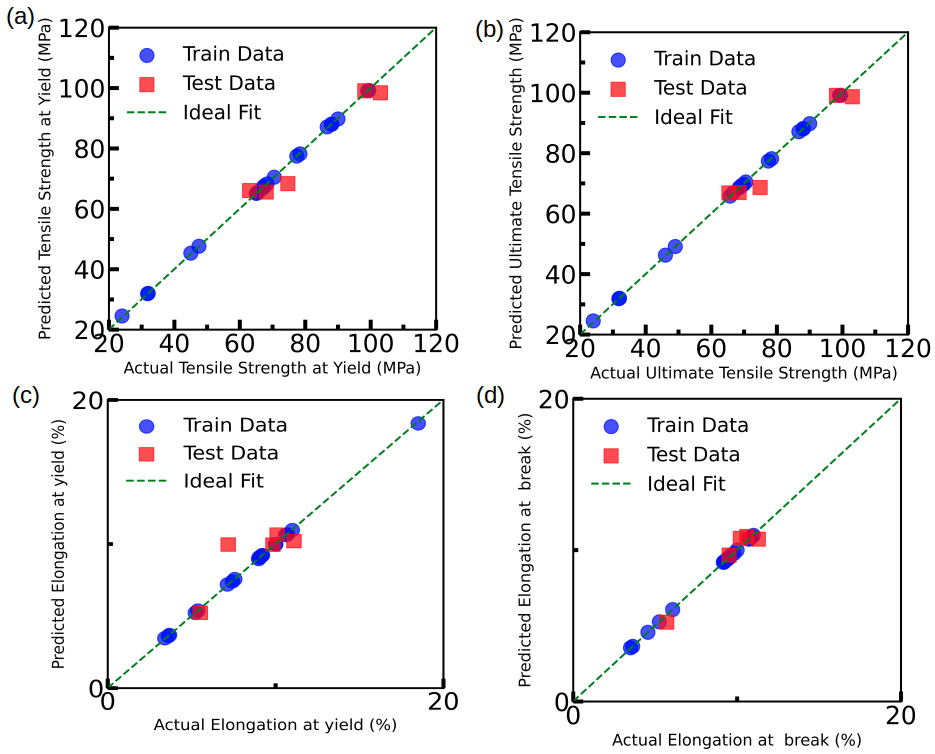 (a)
Predicted Tensile Strength at Yield (MPa)
120
100
80
60
40
20
Train Data
Test Data
Ideal Fit
20 40 60 80 100 120
Actual Tensile Strength at Yield (MPa)
(b)
Predicted Ultimate Tensile Strength (MPa)
120
100
80
60
40
20
Train Data
Test Data
Ideal Fit
20 40 60 80 100 120
Actual Ultimate Tensile Strength (MPa)
(c)
Predicted Elongation at yield (%)
20
0
Train Data
Test Data
Ideal Fit
0 20
Actual Elongation at yield (%)
(d)
Predicted Elongation at break (%)
20
0
Train Data
Test Data
Ideal Fit
0 20
Actual Elongation at break (%)